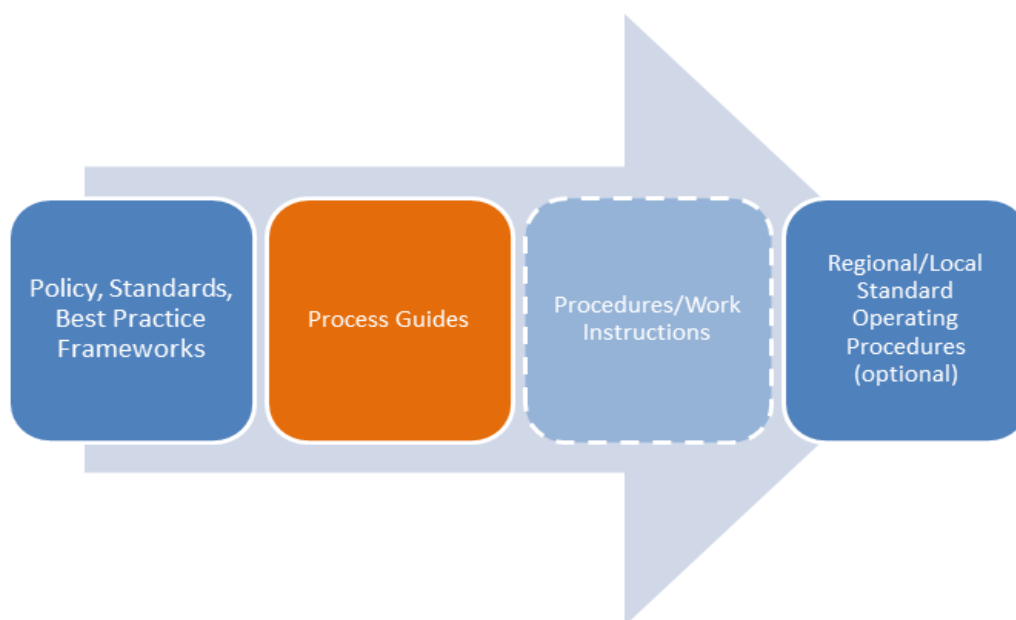 Policy, Standards,
Best Practice
Frameworks
Process Guides
Procedures/Work
Instructions
Regional/Local
Standard
Operating
Procedures
(optional)